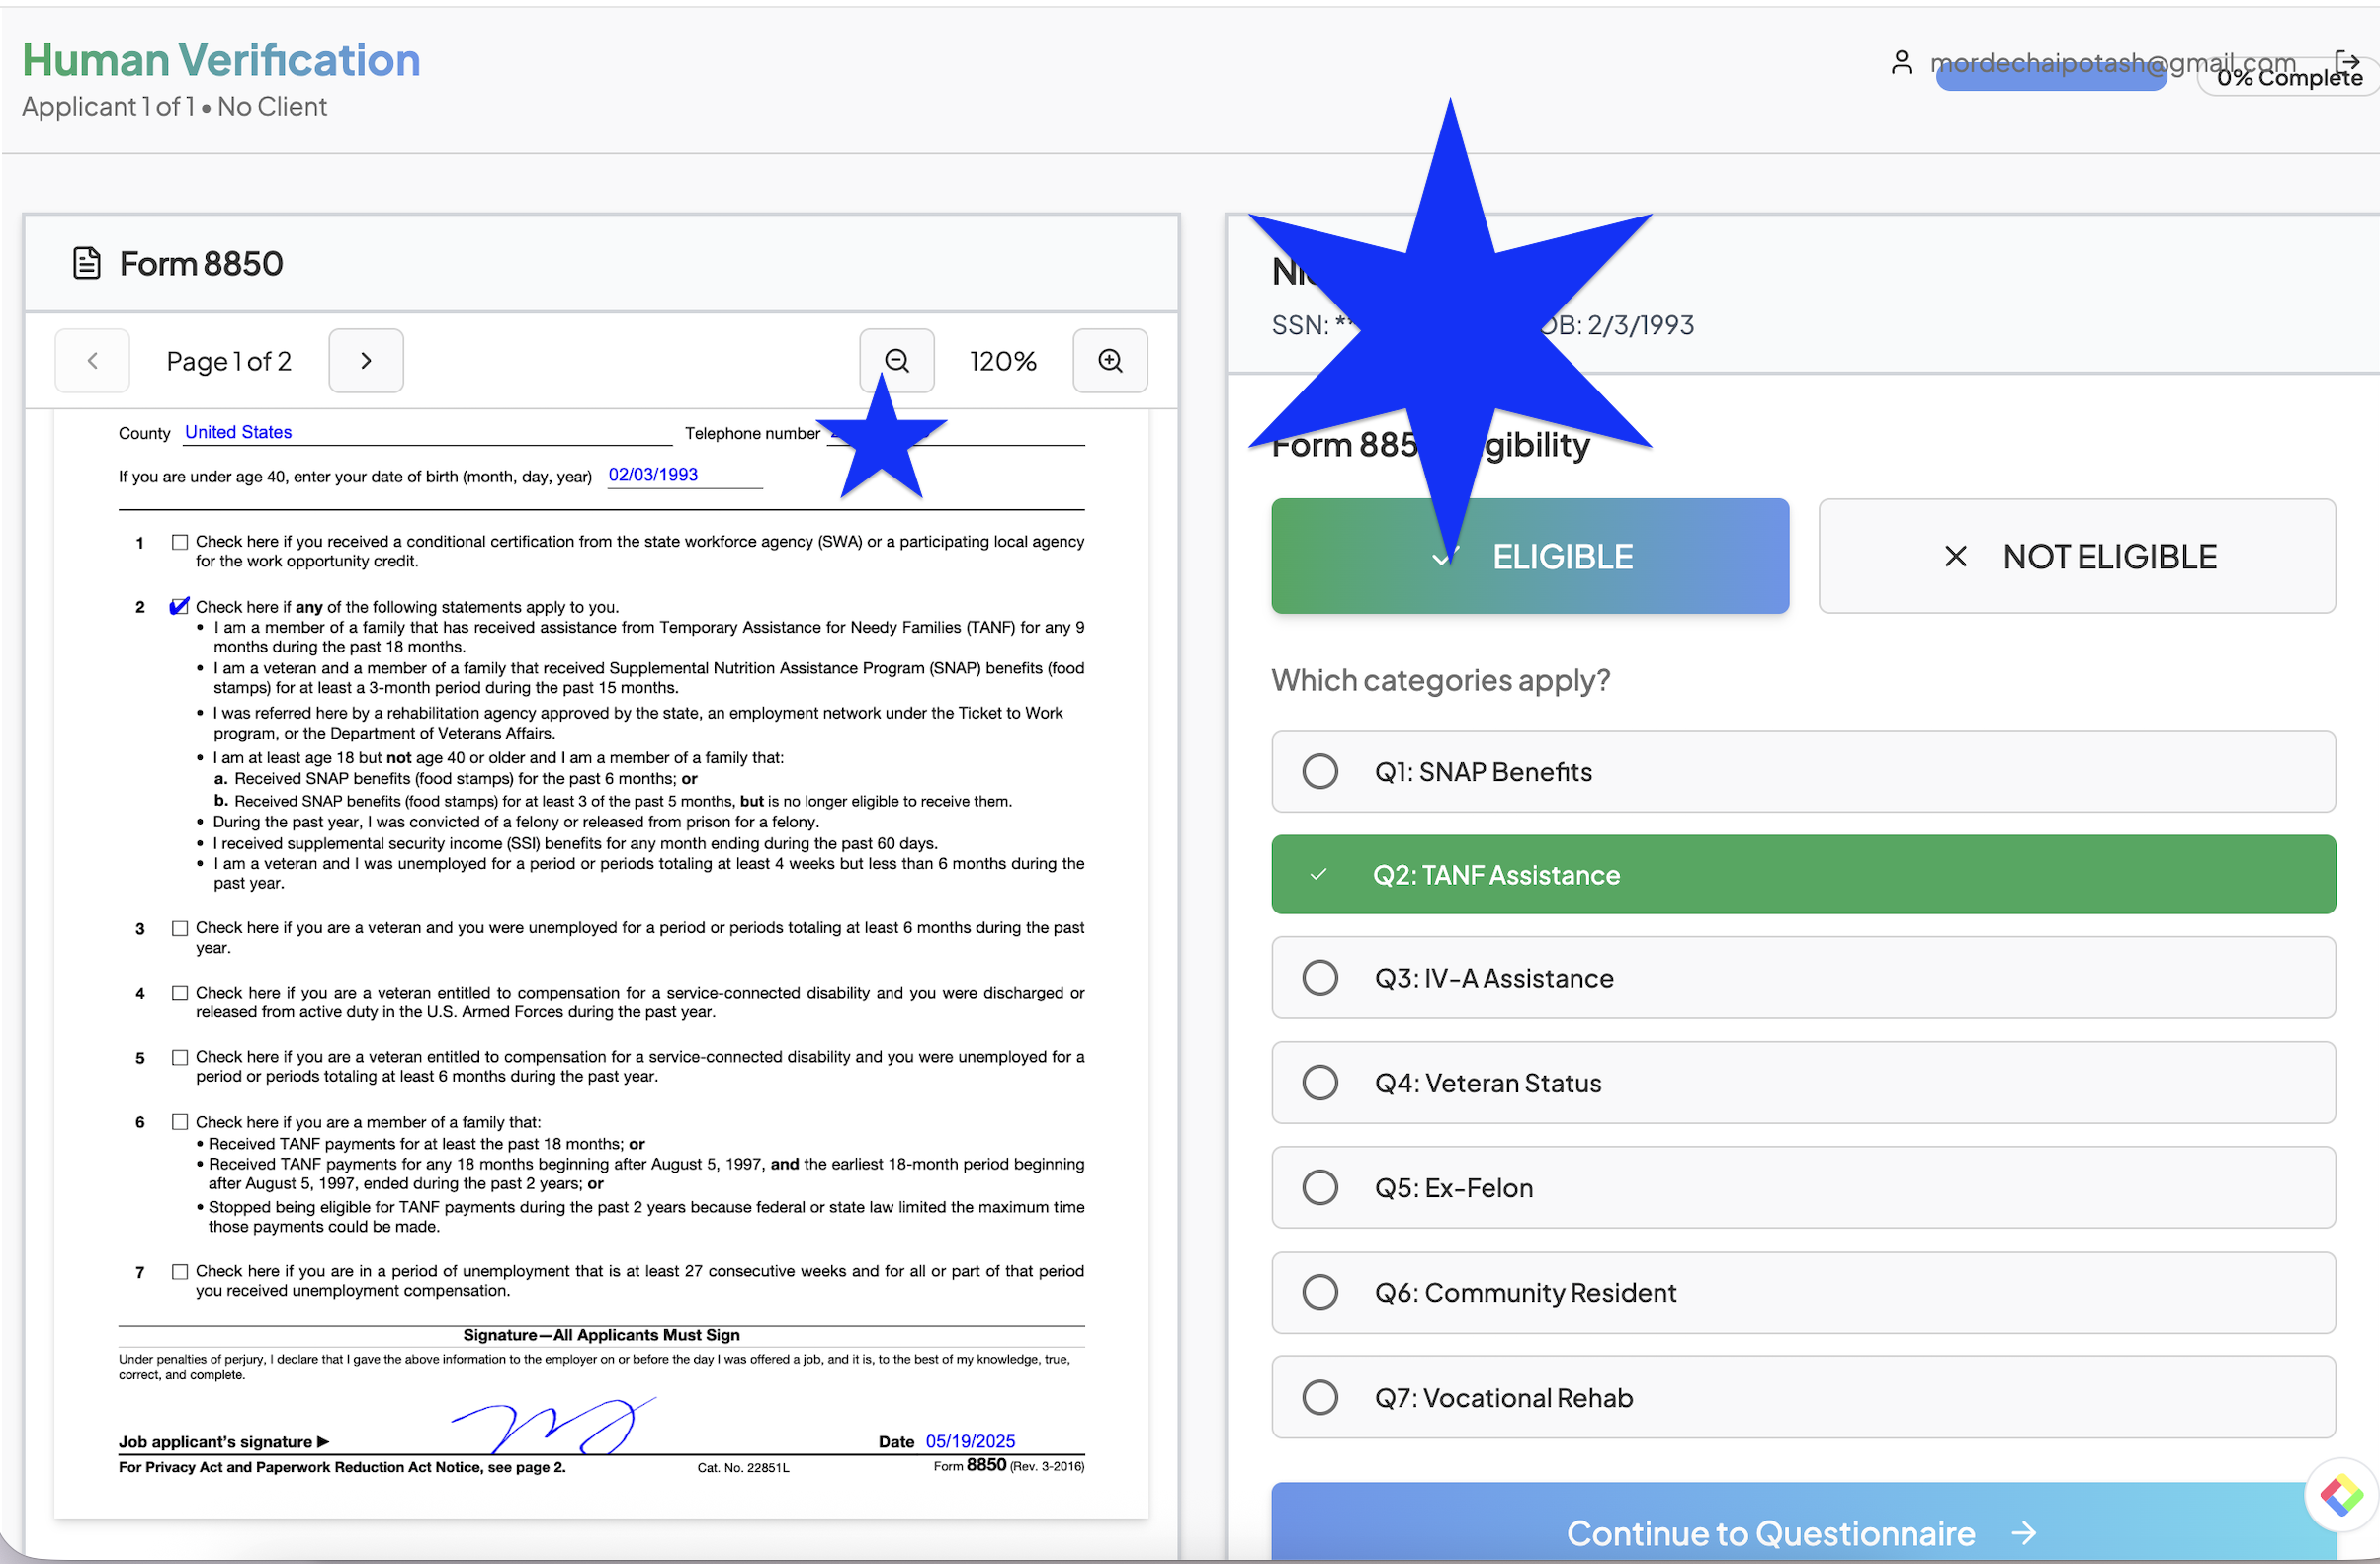 Human Verification
Applicant 1 of 1 • No Client
mordechaipotash@gmail.com
0% Complete
Form 8850
Page 1 of 2
120%
County United States Telephone number
If you are under age 40, enter your date of birth (month, day, year) 02/03/1993
1 Check here if you received a conditional certification from the state workforce agency (SWA) or a participating local agency
for the work opportunity credit.
2 Check here if any of the following statements apply to you.
• I am a member of a family that has received assistance from Temporary Assistance for Needy Families (TANF) for any 9
months during the past 18 months.
• I am a veteran and a member of a family that received Supplemental Nutrition Assistance Program (SNAP) benefits (food
stamps) for at least a 3-month period during the past 15 months.
• I was referred here by a rehabilitation agency approved by the state, an employment network under the Ticket to Work
program, or the Department of Veterans Affairs.
• I am at least age 18 but not age 40 or older and I am a member of a family that:
a. Received SNAP benefits (food stamps) for the past 6 months; or
b. Received SNAP benefits (food stamps) for at least 3 of the past 5 months, but is no longer eligible to receive them.
• During the past year, I was convicted of a felony or released from prison for a felony.
• I received supplemental security income (SSI) benefits for any month ending during the past 60 days.
• I am a veteran and I was unemployed for a period or periods totaling at least 4 weeks but less than 6 months during the
past year.
3 Check here if you are a veteran and you were unemployed for a period or periods totaling at least 6 months during the past
year.
4 Check here if you are a veteran entitled to compensation for a service-connected disability and you were discharged or
released from active duty in the U.S. Armed Forces during the past year.
5 Check here if you are a veteran entitled to compensation for a service-connected disability and you were unemployed for a
period or periods totaling at least 6 months during the past year.
6 Check here if you are a member of a family that:
• Received TANF payments for at least the past 18 months; or
• Received TANF payments for any 18 months beginning after August 5, 1997, and the earliest 18-month period beginning
after August 5, 1997, ended during the past 2 years; or
• Stopped being eligible for TANF payments during the past 2 years because federal or state law limited the maximum time
those payments could be made.
7 Check here if you are in a period of unemployment that is at least 27 consecutive weeks and for all or part of that period
you received unemployment compensation.
Signature—All Applicants Must Sign
Under penalties of perjury, I declare that I gave the above information to the employer on or before the day I was offered a job, and it is, to the best of my knowledge, true,
correct, and complete.
Job applicant's signature ▶ Date 05/19/2025
For Privacy Act and Paperwork Reduction Act Notice, see page 2. Cat. No. 22851L Form 8850 (Rev. 3-2016)
SSN: OB: 2/3/1993
Form 885 gibility
ELIGIBLE
NOT ELIGIBLE
Which categories apply?
Q1: SNAP Benefits
Q2: TANF Assistance
Q3: IV-A Assistance
Q4: Veteran Status
Q5: Ex-Felon
Q6: Community Resident
Q7: Vocational Rehab
Continue to Questionnaire →